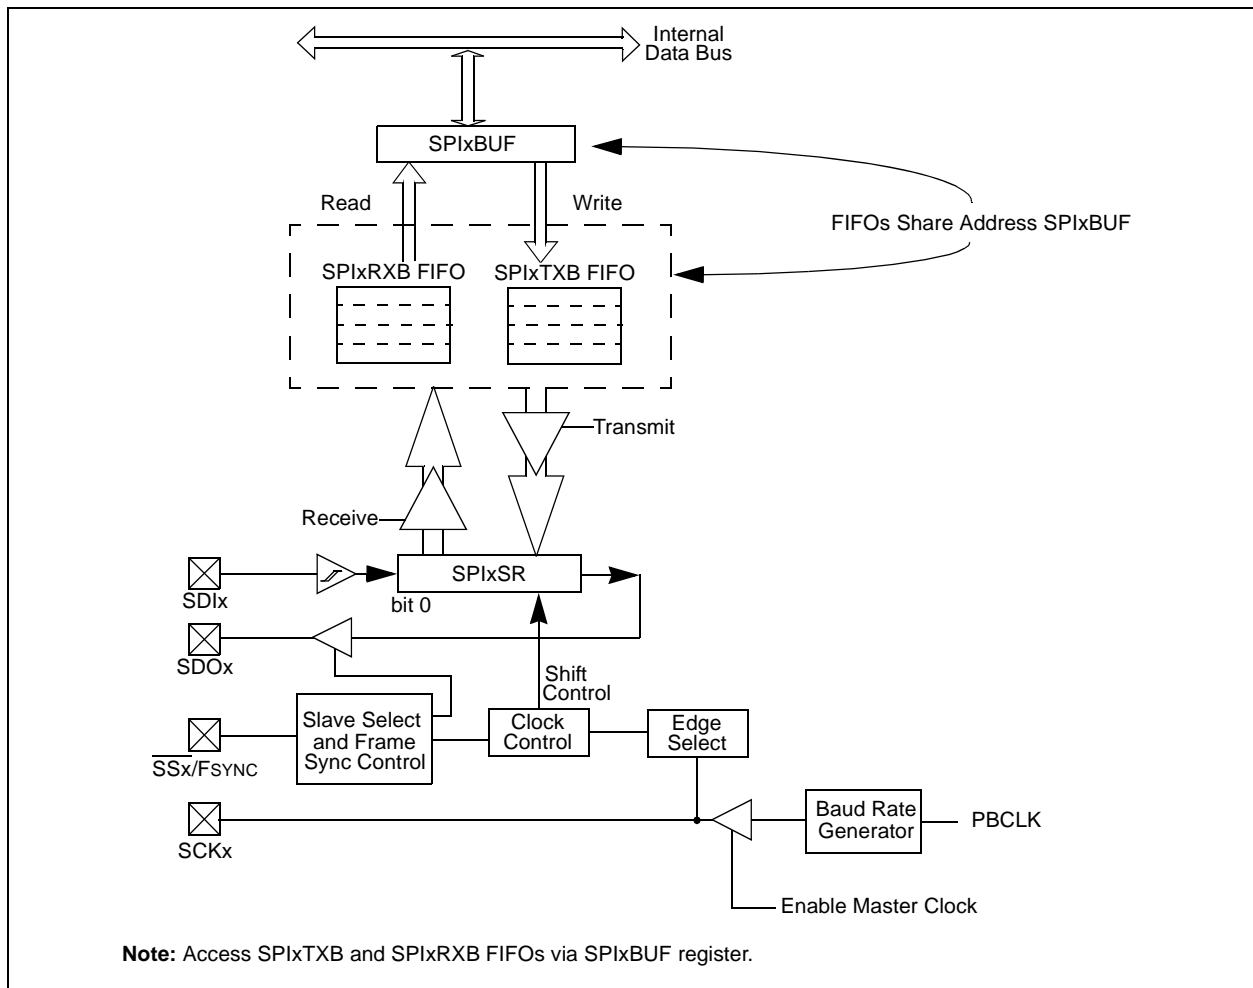 Internal
Data Bus
SPIxBUF
Read
Write
FIFOs Share Address SPIxBUF
SPIxRXB FIFO
SPIxTXB FIFO
Transmit
Receive
SPIxSR
SDIx
bit 0
SDOx
Shift
Control
Slave Select
and Frame
Sync Control
Clock
Control
Edge
Select
SSx/FSYNC
Baud Rate
Generator
PBCLK
SCKx
Enable Master Clock
Note: Access SPIxTXB and SPIxRXB FIFOs via SPIxBUF register.